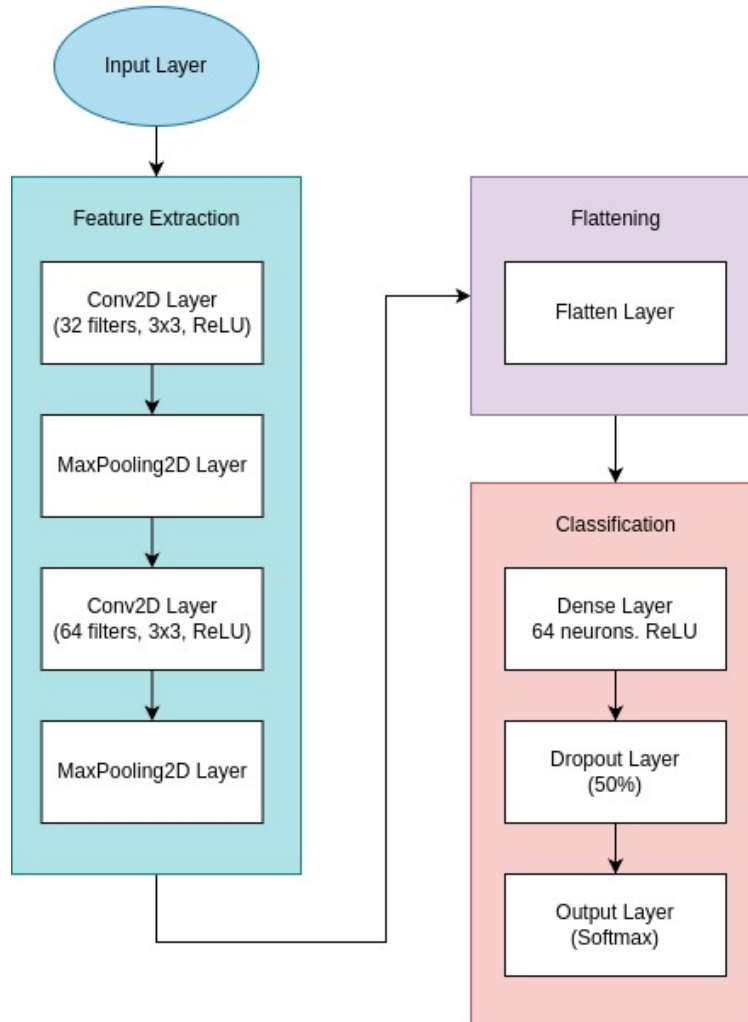 Input Layer
Feature Extraction
Conv2D Layer
(32 filters, 3x3, ReLU)
MaxPooling2D Layer
Conv2D Layer
(64 filters, 3x3, ReLU)
MaxPooling2D Layer
Flattening
Flatten Layer
Classification
Dense Layer
64 neurons. ReLU
Dropout Layer
(50%)
Output Layer
(Softmax)